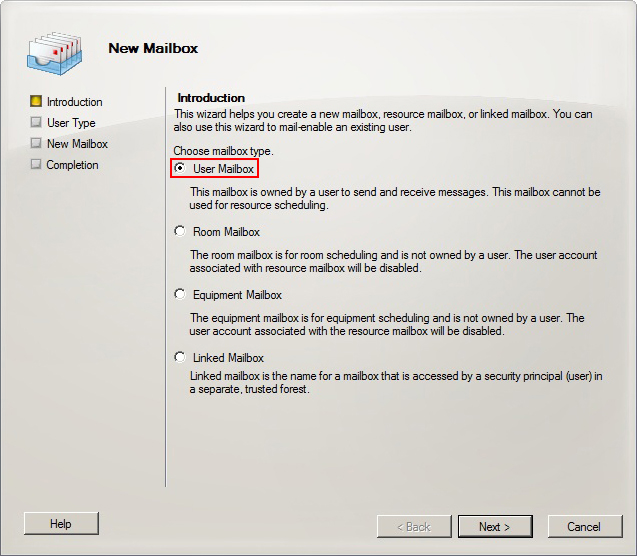 New Mailbox
Introduction
User Type
New Mailbox
Completion
Introduction
This wizard helps you create a new mailbox, resource mailbox, or linked mailbox. You can
also use this wizard to mail-enable an existing user.
Choose mailbox type.
User Mailbox
This mailbox is owned by a user to send and receive messages. This mailbox cannot be
used for resource scheduling.
Room Mailbox
The room mailbox is for room scheduling and is not owned by a user. The user account
associated with resource mailbox will be disabled.
Equipment Mailbox
The equipment mailbox is for equipment scheduling and is not owned by a user. The
user account associated with the resource mailbox will be disabled.
Linked Mailbox
Linked mailbox is the name for a mailbox that is accessed by a security principal (user) in
a separate, trusted forest.
Help
< Back
Next >
Cancel